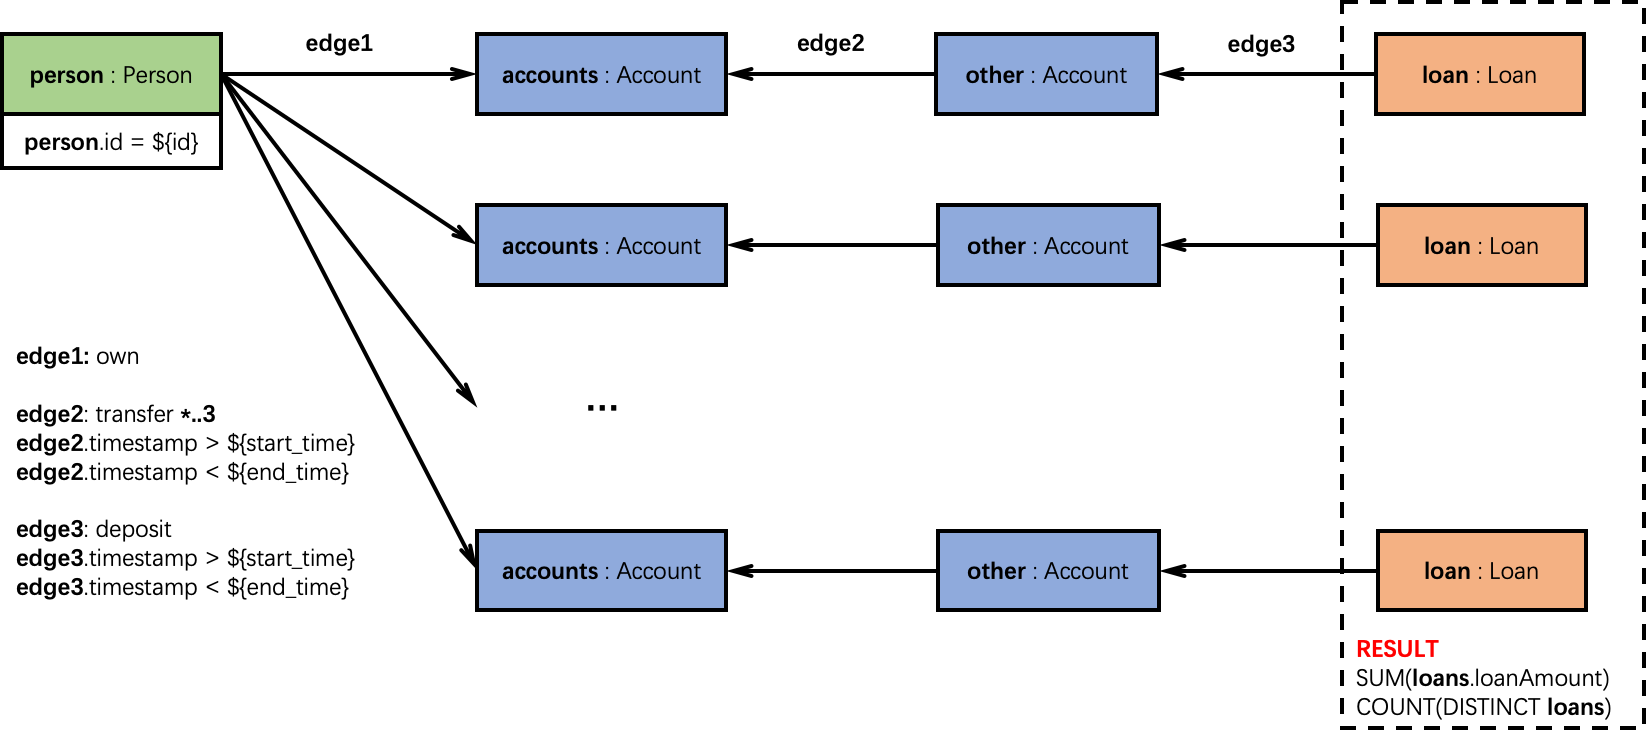 edge1
edge2
edge3
person : Person
accounts : Account
other : Account
loan : Loan
person.id = ${id}
accounts : Account
other : Account
loan : Loan
edge1: own
edge2: transfer *..3
edge2.timestamp > ${start_time}
edge2.timestamp < ${end_time}
...
edge3: deposit
edge3.timestamp > ${start_time}
edge3.timestamp < ${end_time}
accounts : Account
other : Account
loan : Loan
RESULT
SUM(loans.loanAmount)
COUNT(DISTINCT loans)